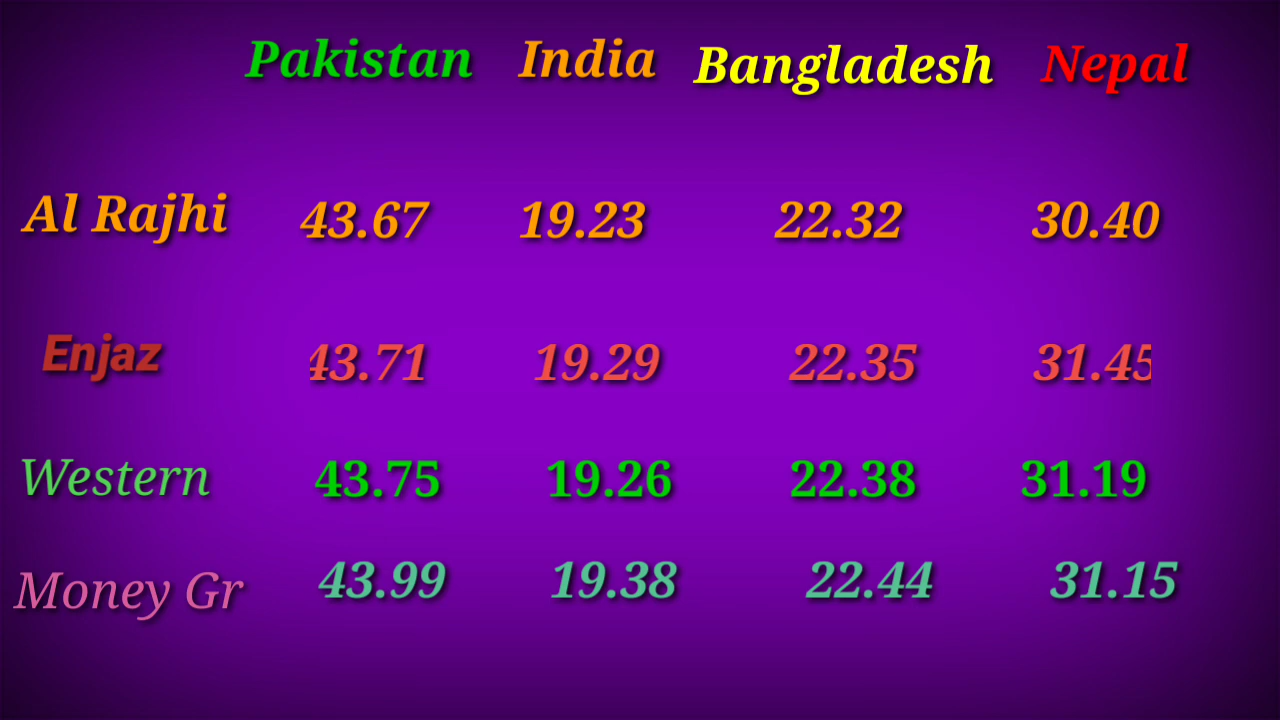 Pakistan India Bangladesh Nepal
Al Rajhi 43.67 19.23 22.32 30.40
Enjaz 43.71 19.29 22.35 31.45
Western 43.75 19.26 22.38 31.19
Money Gr 43.99 19.38 22.44 31.15